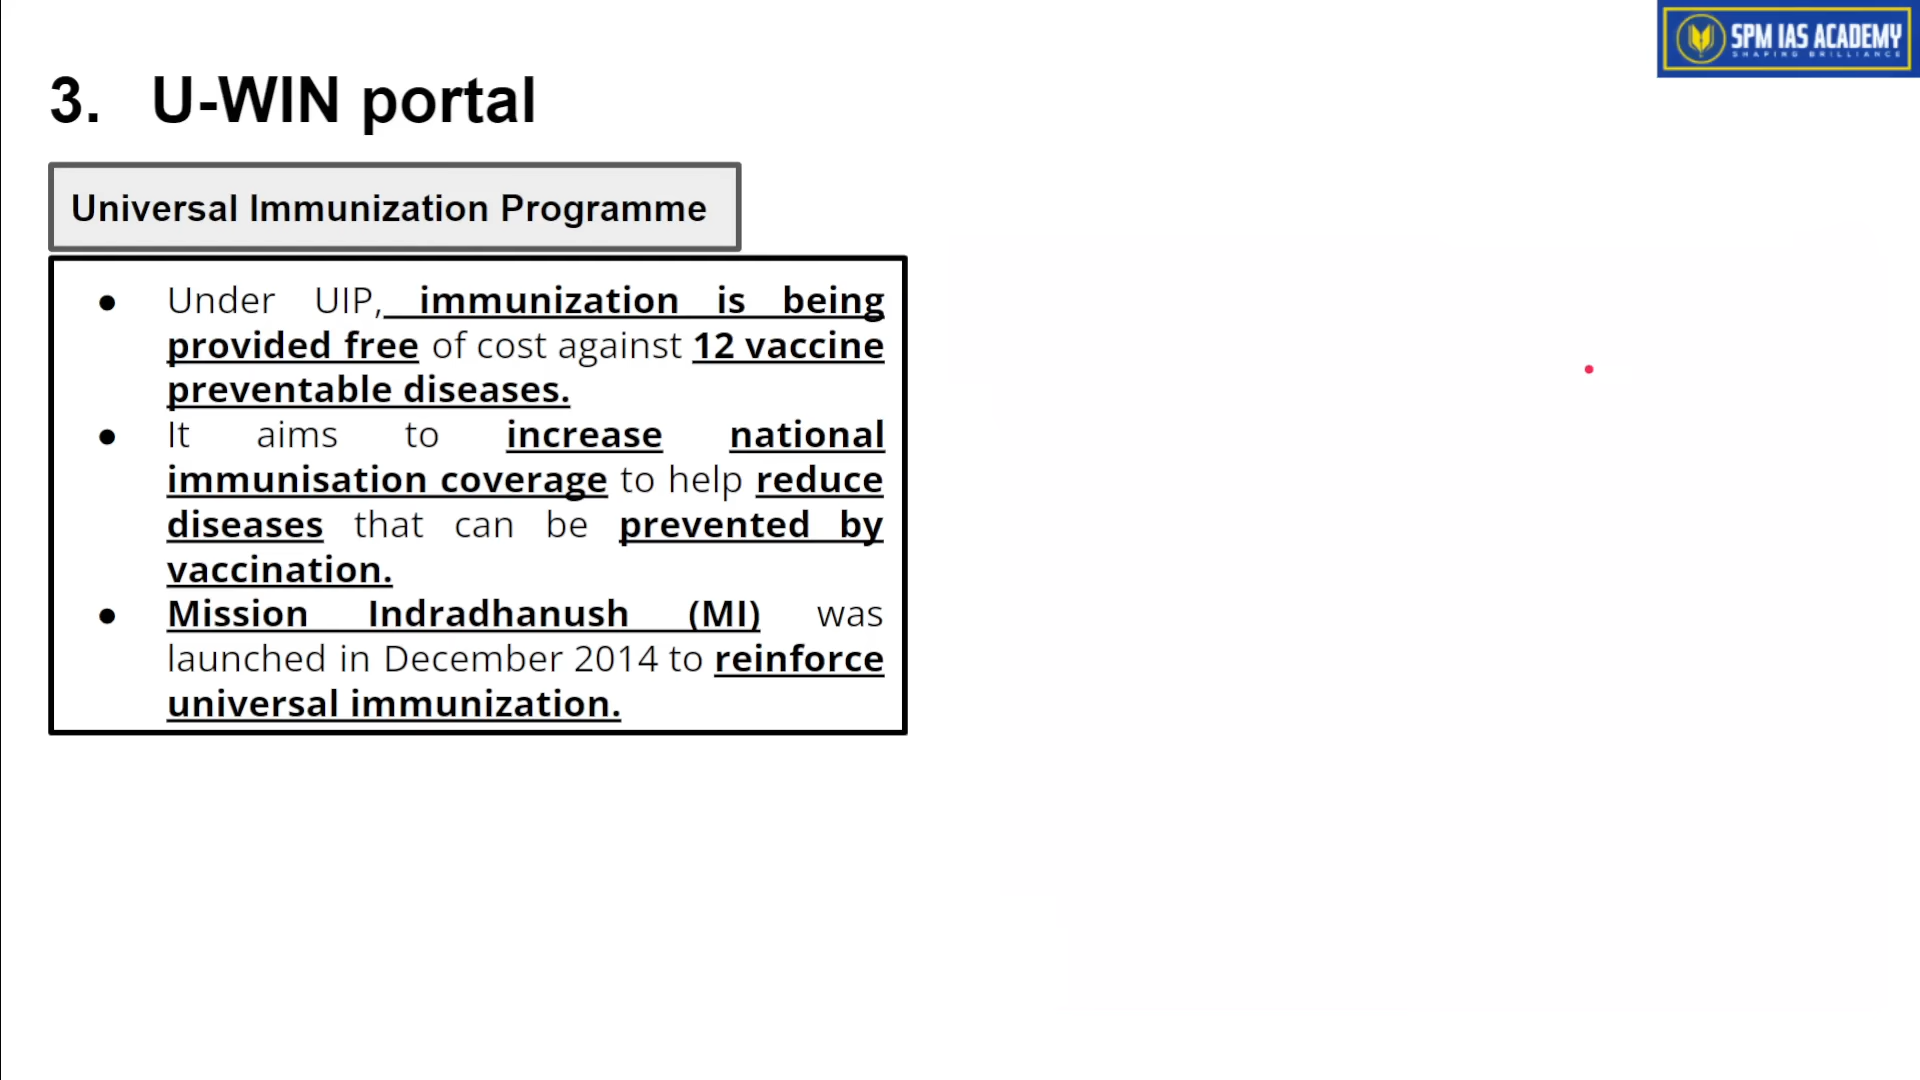 SPM IAS ACADEMY
SHAPING BRILLIANCE
3. U-WIN portal
Universal Immunization Programme
● Under UIP, immunization is being
provided free of cost against 12 vaccine
preventable diseases.
● It aims to increase national
immunisation coverage to help reduce
diseases that can be prevented by
vaccination.
● Mission Indradhanush (MI) was
launched in December 2014 to reinforce
universal immunization.